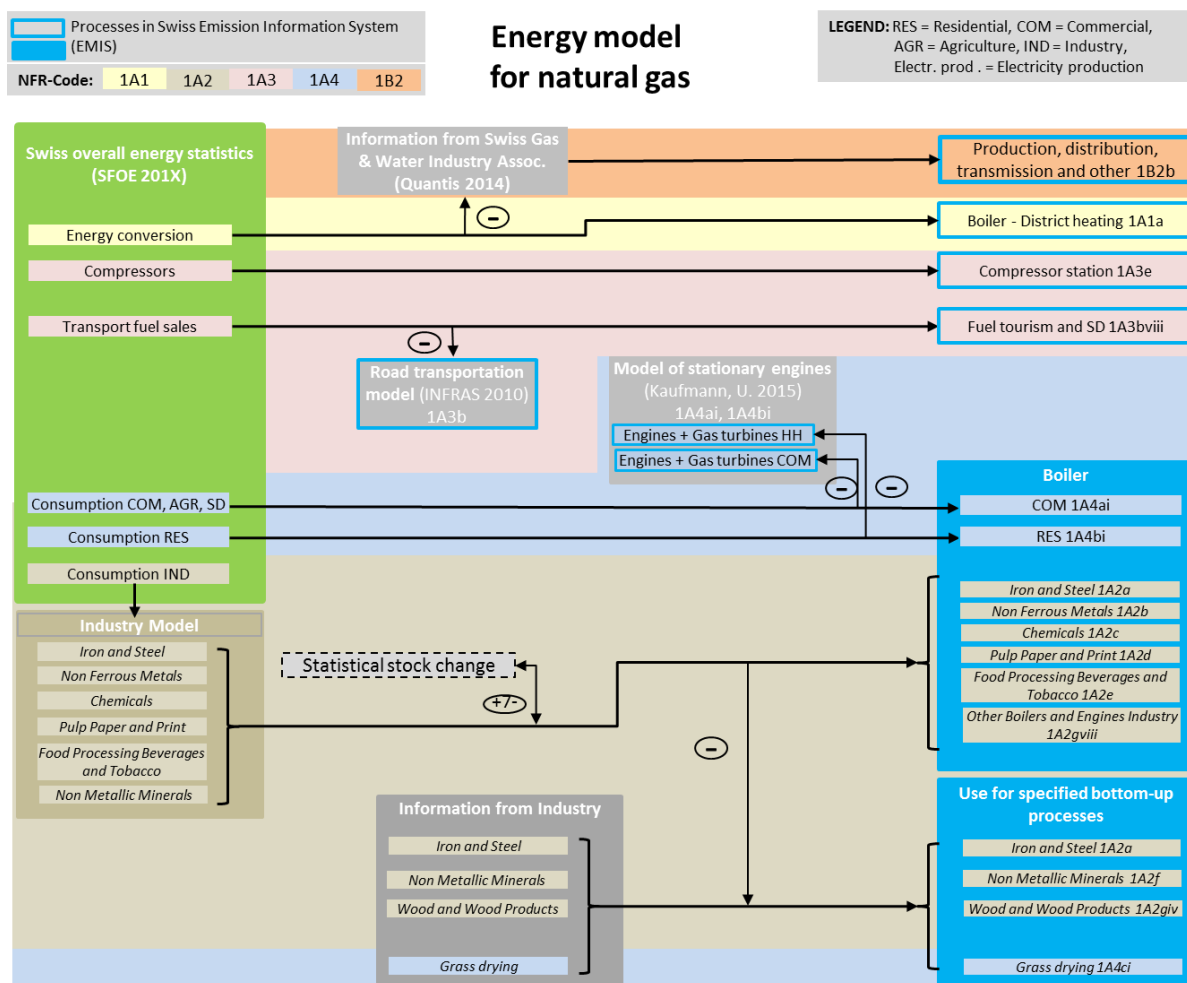 Processes in Swiss Emission Information System
(EMIS)
NFR-Code: 1A1 1A2 1A3 1A4 1B2
Energy model
for natural gas
LEGEND: RES = Residential, COM = Commercial,
AGR = Agriculture, IND = Industry,
Electr. prod . = Electricity production
Swiss overall energy statistics
(SFOE 201X)
Information from Swiss Gas
& Water Industry Assoc.
(Quantis 2014)
Production, distribution,
transmission and other 1B2b
-
Energy conversion
Boiler - District heating 1A1a
Compressors
Compressor station 1A3e
Transport fuel sales
Fuel tourism and SD 1A3bviii
-
Road transportation
model (INFRAS 2010)
1A3b
Model of stationary engines
(Kaufmann, U. 2015)
1A4ai, 1A4bi
Engines + Gas turbines HH
Engines + Gas turbines COM
- -
Boiler
Consumption COM, AGR, SD
COM 1A4ai
Consumption RES
RES 1A4bi
Consumption IND
Industry Model
Iron and Steel
Non Ferrous Metals
Chemicals
Pulp Paper and Print
Food Processing Beverages
and Tobacco
Non Metallic Minerals
Statistical stock change
+7-
-
Iron and Steel 1A2a
Non Ferrous Metals 1A2b
Chemicals 1A2c
Pulp Paper and Print 1A2d
Food Processing Beverages and
Tobacco 1A2e
Other Boilers and Engines Industry
1A2gviii
Information from Industry
Iron and Steel
Non Metallic Minerals
Wood and Wood Products
Grass drying
Use for specified bottom-up
processes
Iron and Steel 1A2a
Non Metallic Minerals 1A2f
Wood and Wood Products 1A2giv
Grass drying 1A4ci